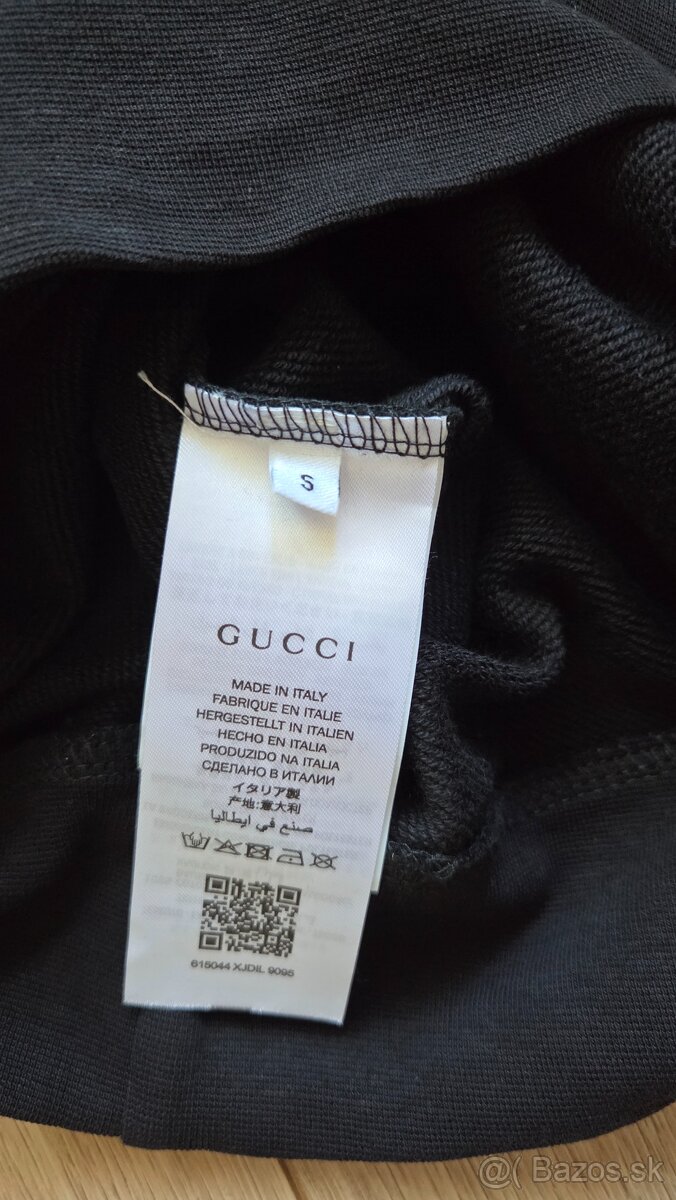 S
GUCCI
MADE IN ITALY
FABRIQUE EN ITALIE
HERGESTELLT IN ITALIEN
HECHO EN ITALIA
PRODUZIDO NA ITALIA
СДЕЛАНО В ИТАЛИИ
イタリア製
产地:意大利
صنع في إيطاليا
615044 XJDIL 9095
@( Bazos.sk